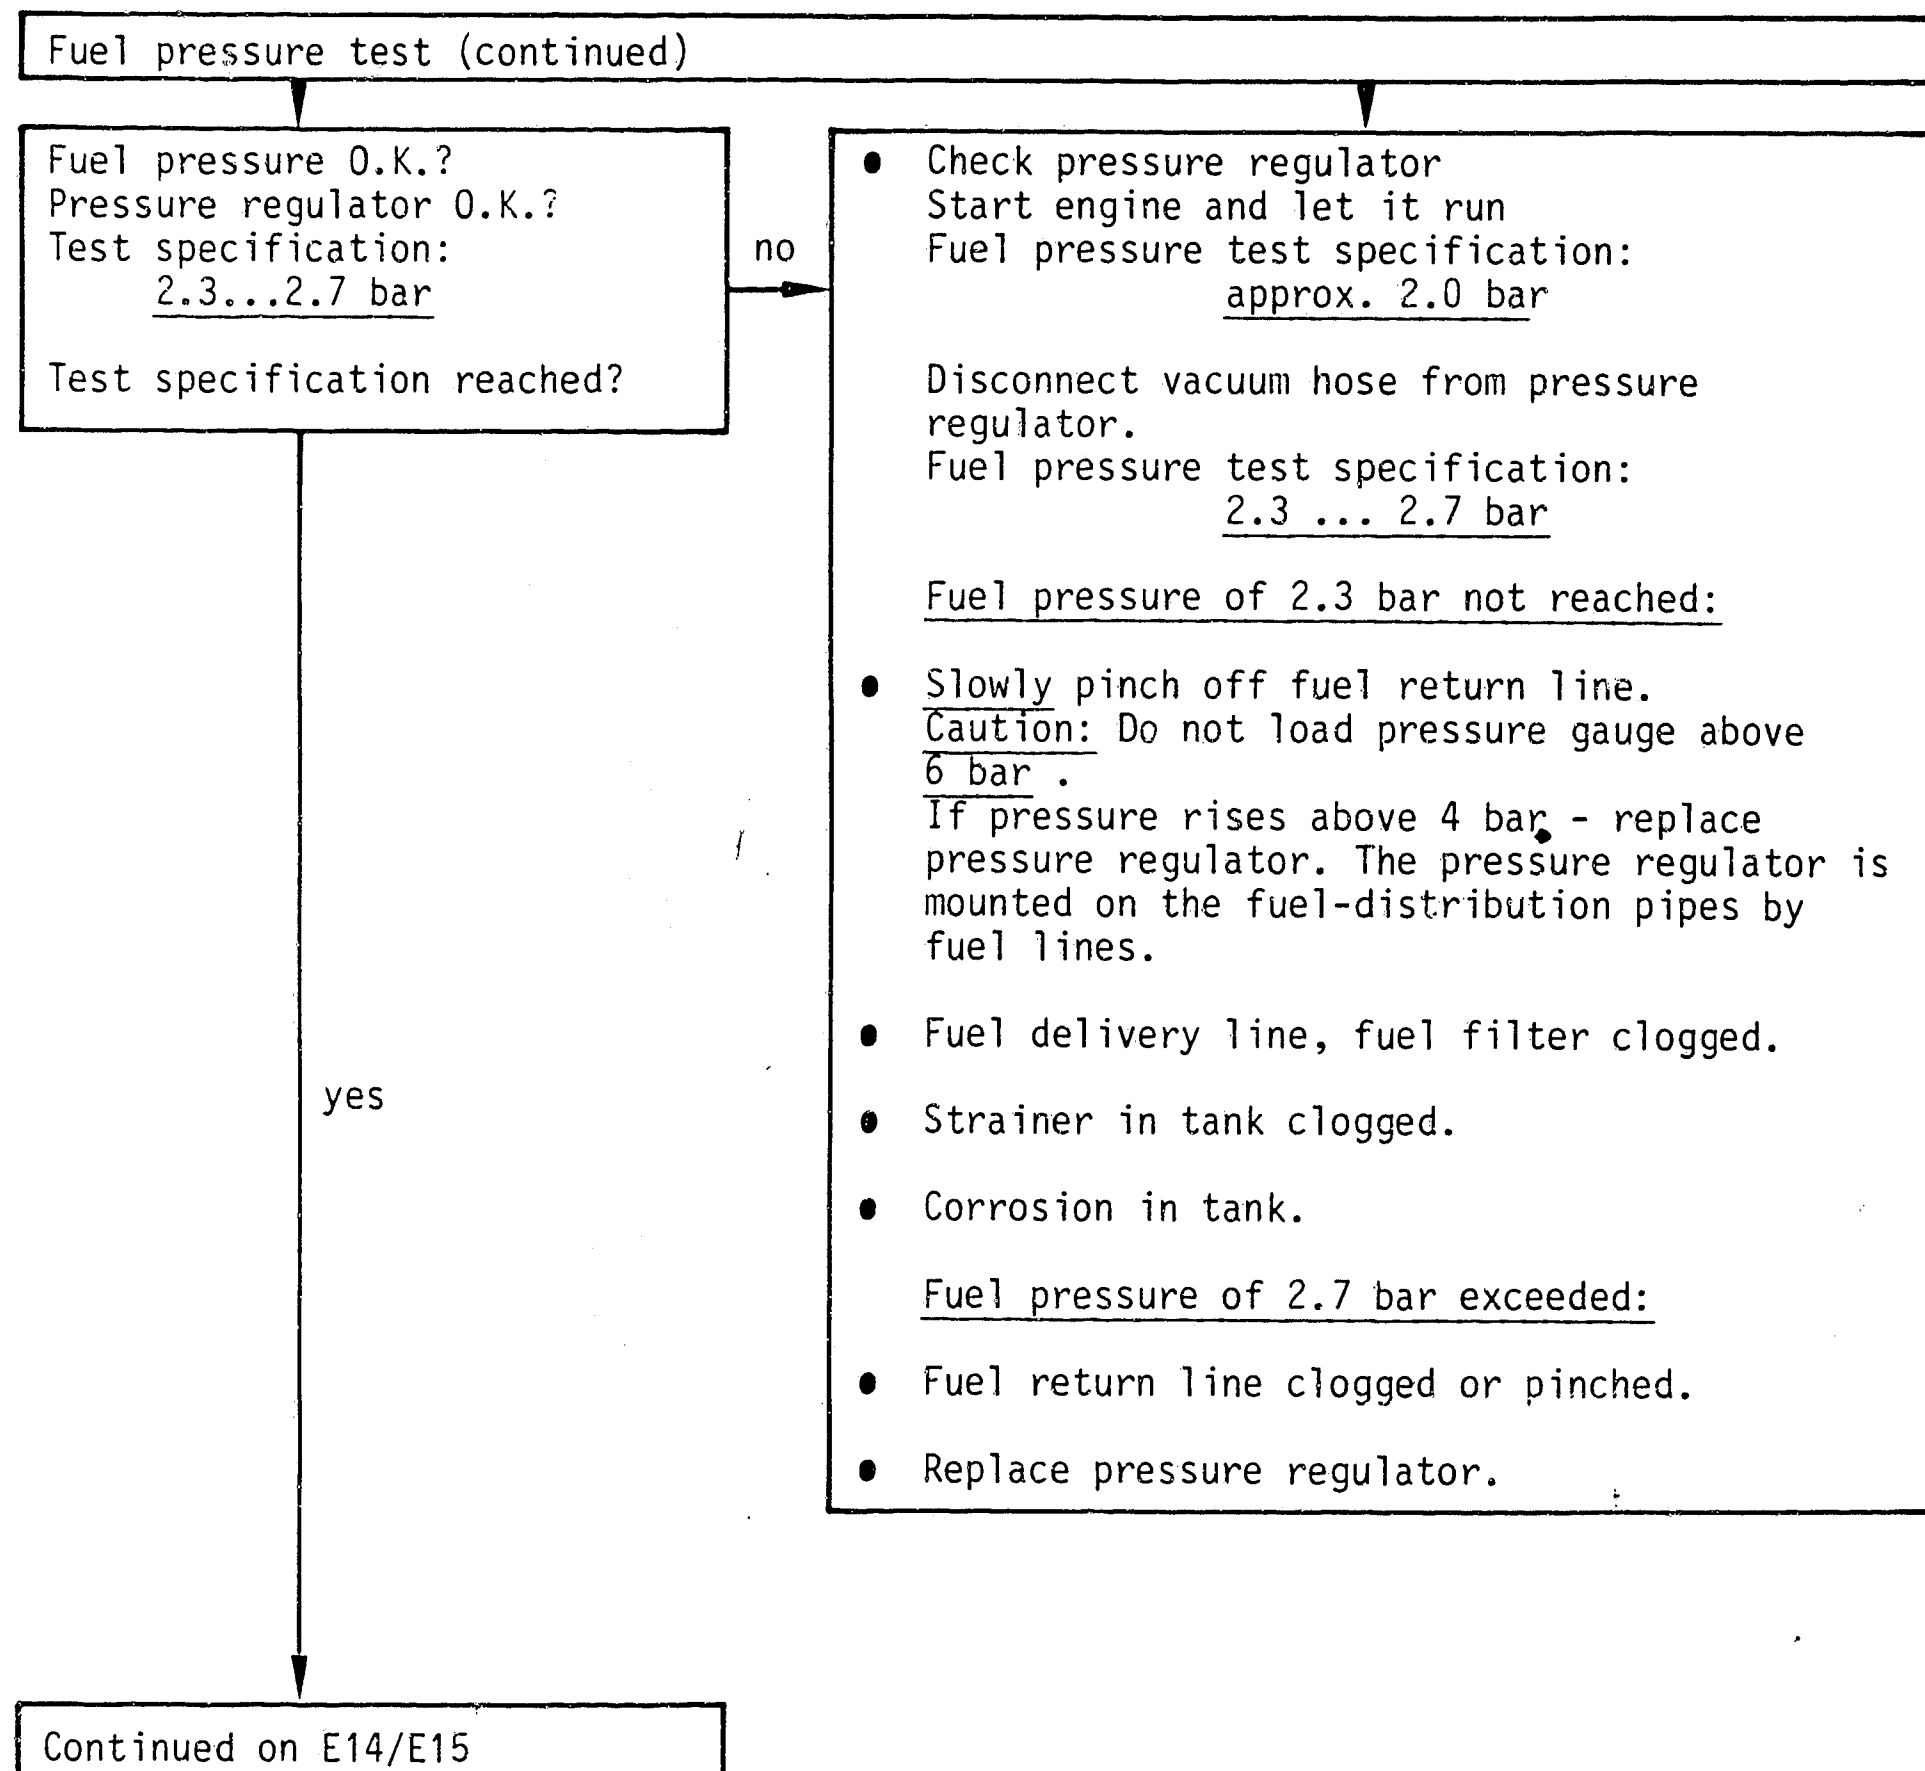 Fuel pressure test (continued)
Fuel pressure O.K.?
Pressure regulator O.K.?
Test specification:
2.3...2.7 bar
Test specification reached?
no
yes
• Check pressure regulator
Start engine and let it run
Fuel pressure test specification:
approx. 2.0 bar
Disconnect vacuum hose from pressure
regulator.
Fuel pressure test specification:
2.3 ... 2.7 bar
Fuel pressure of 2.3 bar not reached:
• Slowly pinch off fuel return line.
Caution: Do not load pressure gauge above
6 bar .
If pressure rises above 4 bar - replace
pressure regulator. The pressure regulator is
mounted on the fuel-distribution pipes by
fuel lines.
• Fuel delivery line, fuel filter clogged.
• Strainer in tank clogged.
• Corrosion in tank.
Fuel pressure of 2.7 bar exceeded:
• Fuel return line clogged or pinched.
• Replace pressure regulator.
Continued on E14/E15